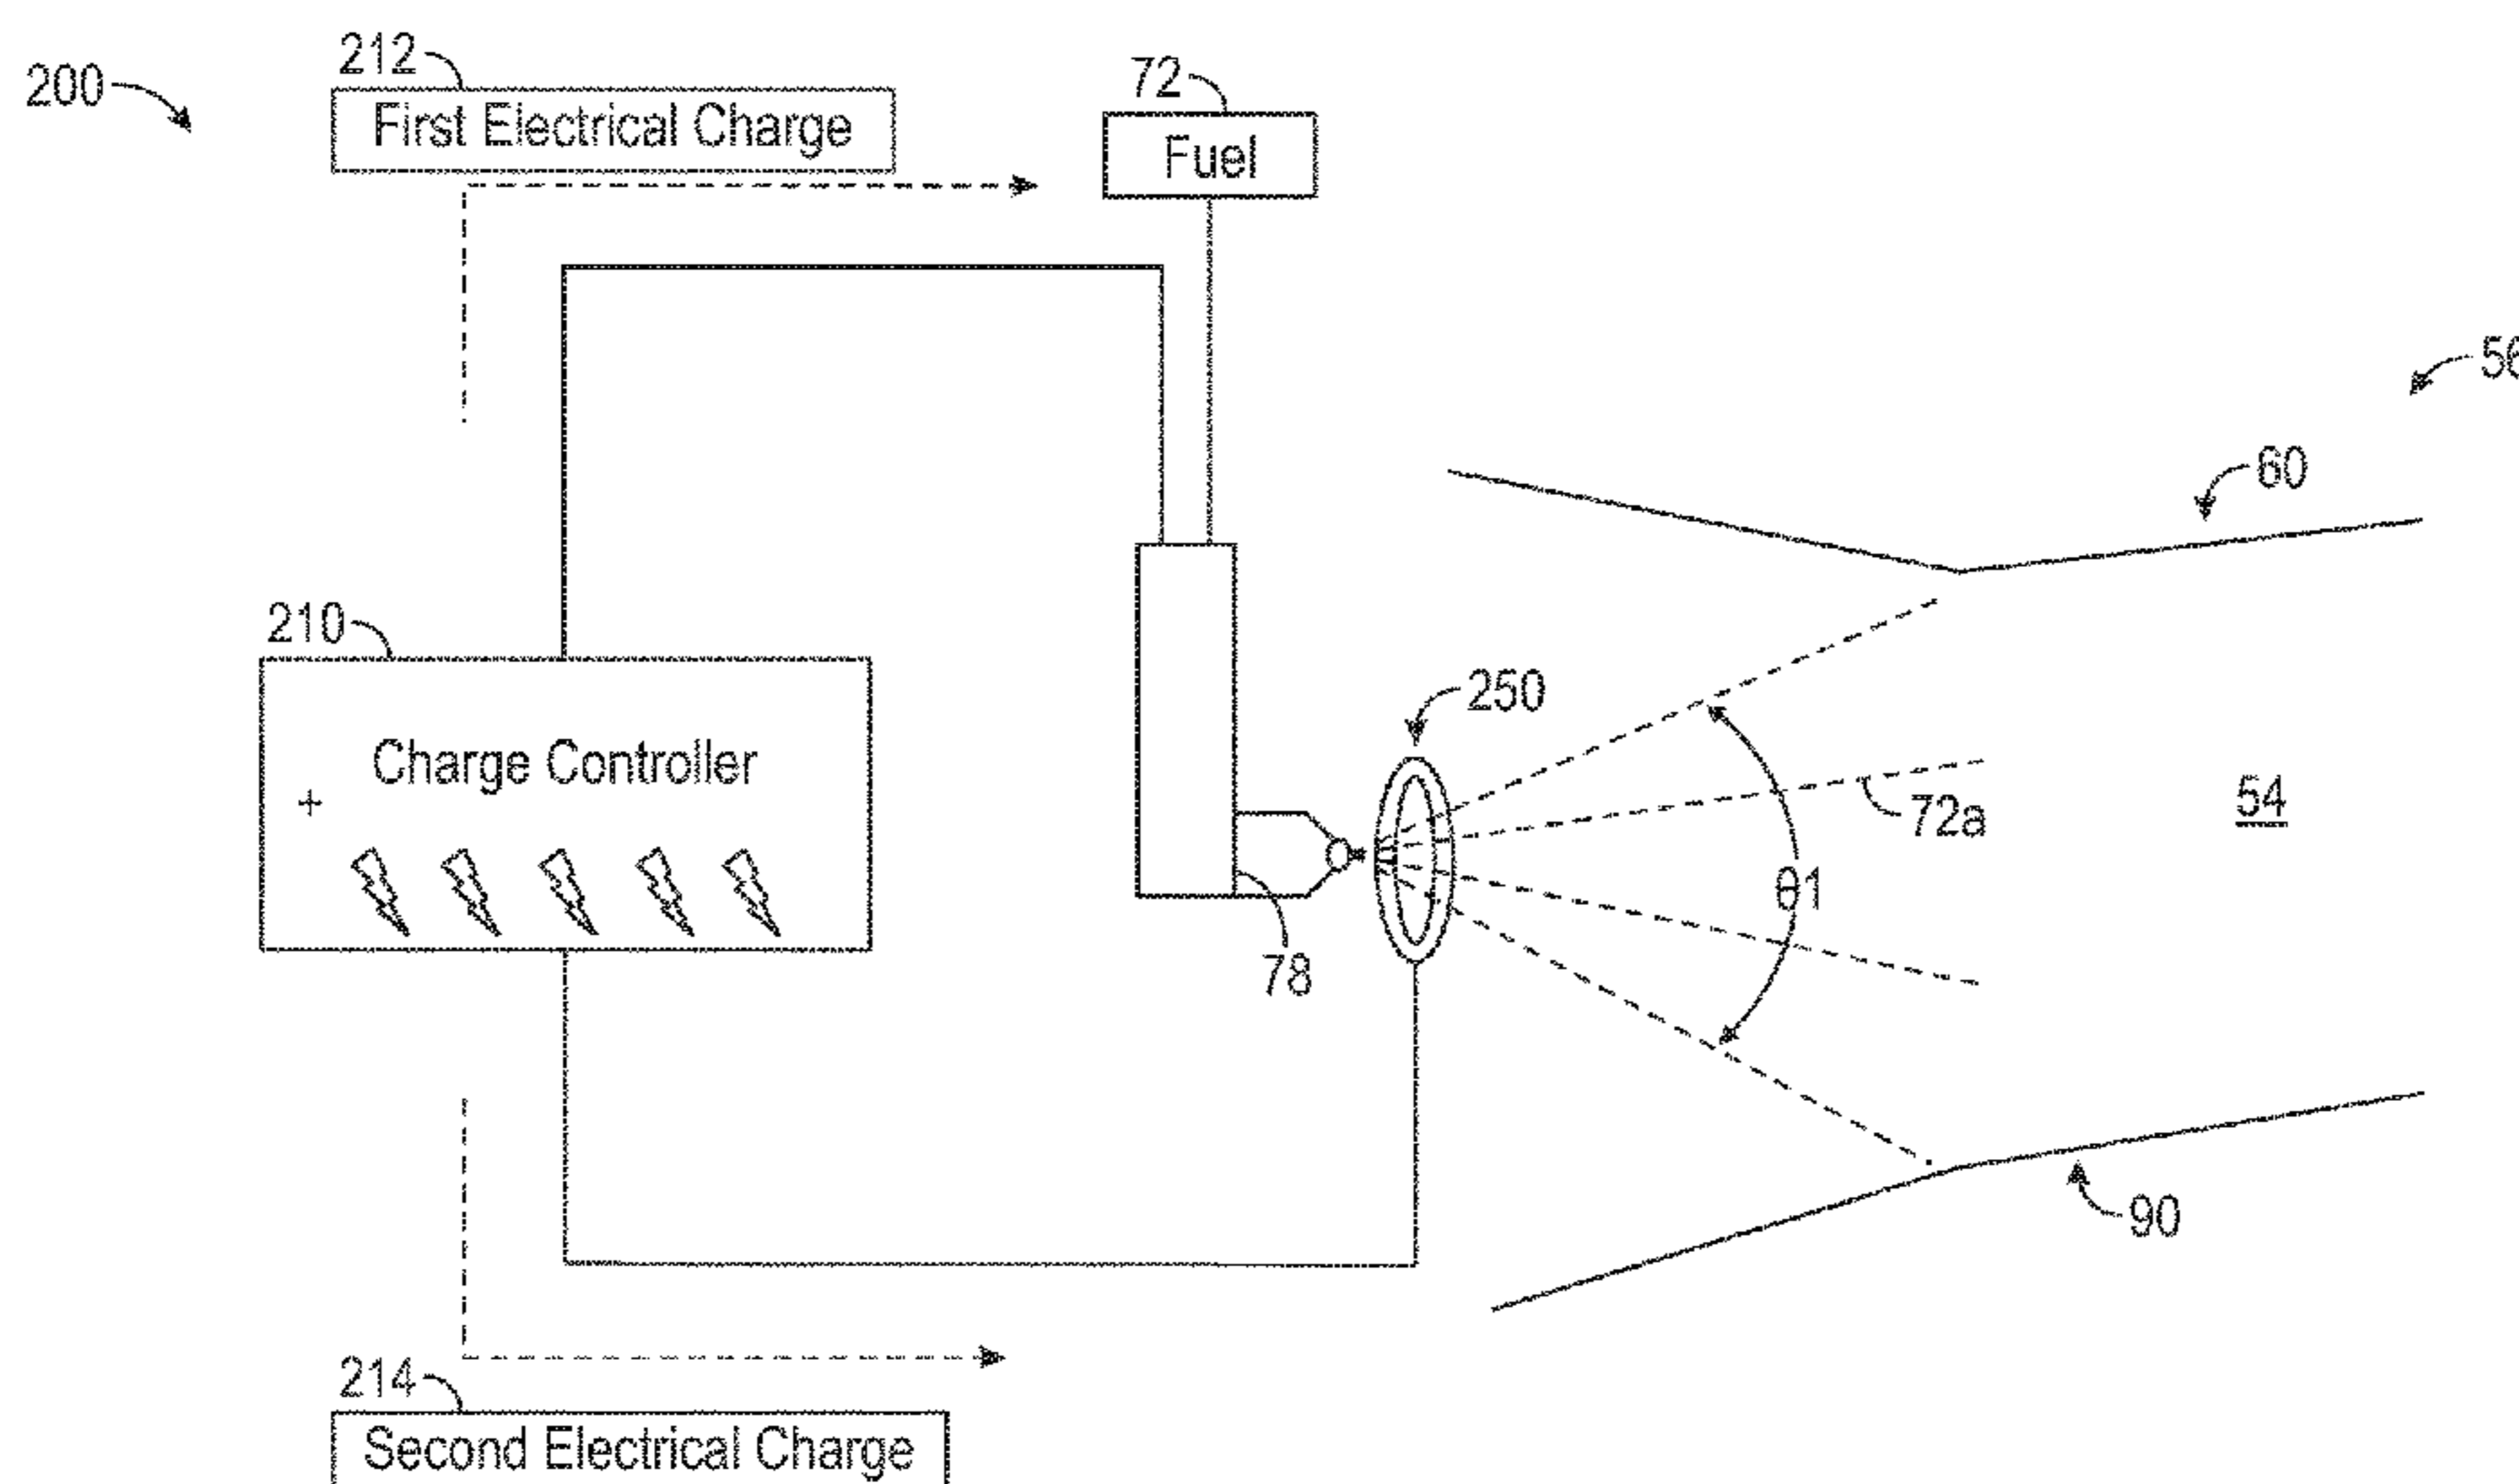 200
212
First Electrical Charge
72
Fuel
56
60
210
Charge Controller
+
250
72a
54
θ1
78
90
214
Second Electrical Charge